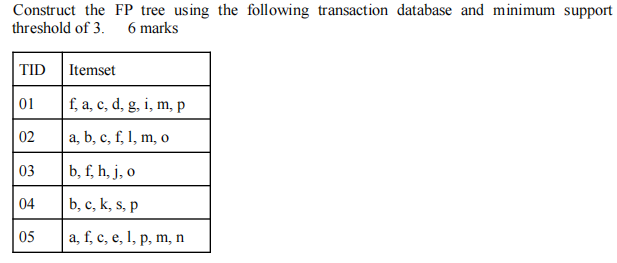 Construct the FP tree using the following transaction database and minimum support
threshold of 3. 6 marks
TID Itemset
01 f, a, c, d, g, i, m, p
02 a, b, c, f, l, m, o
03 b, f, h, j, o
04 b, c, k, s, p
05 a, f, c, e, l, p, m, n